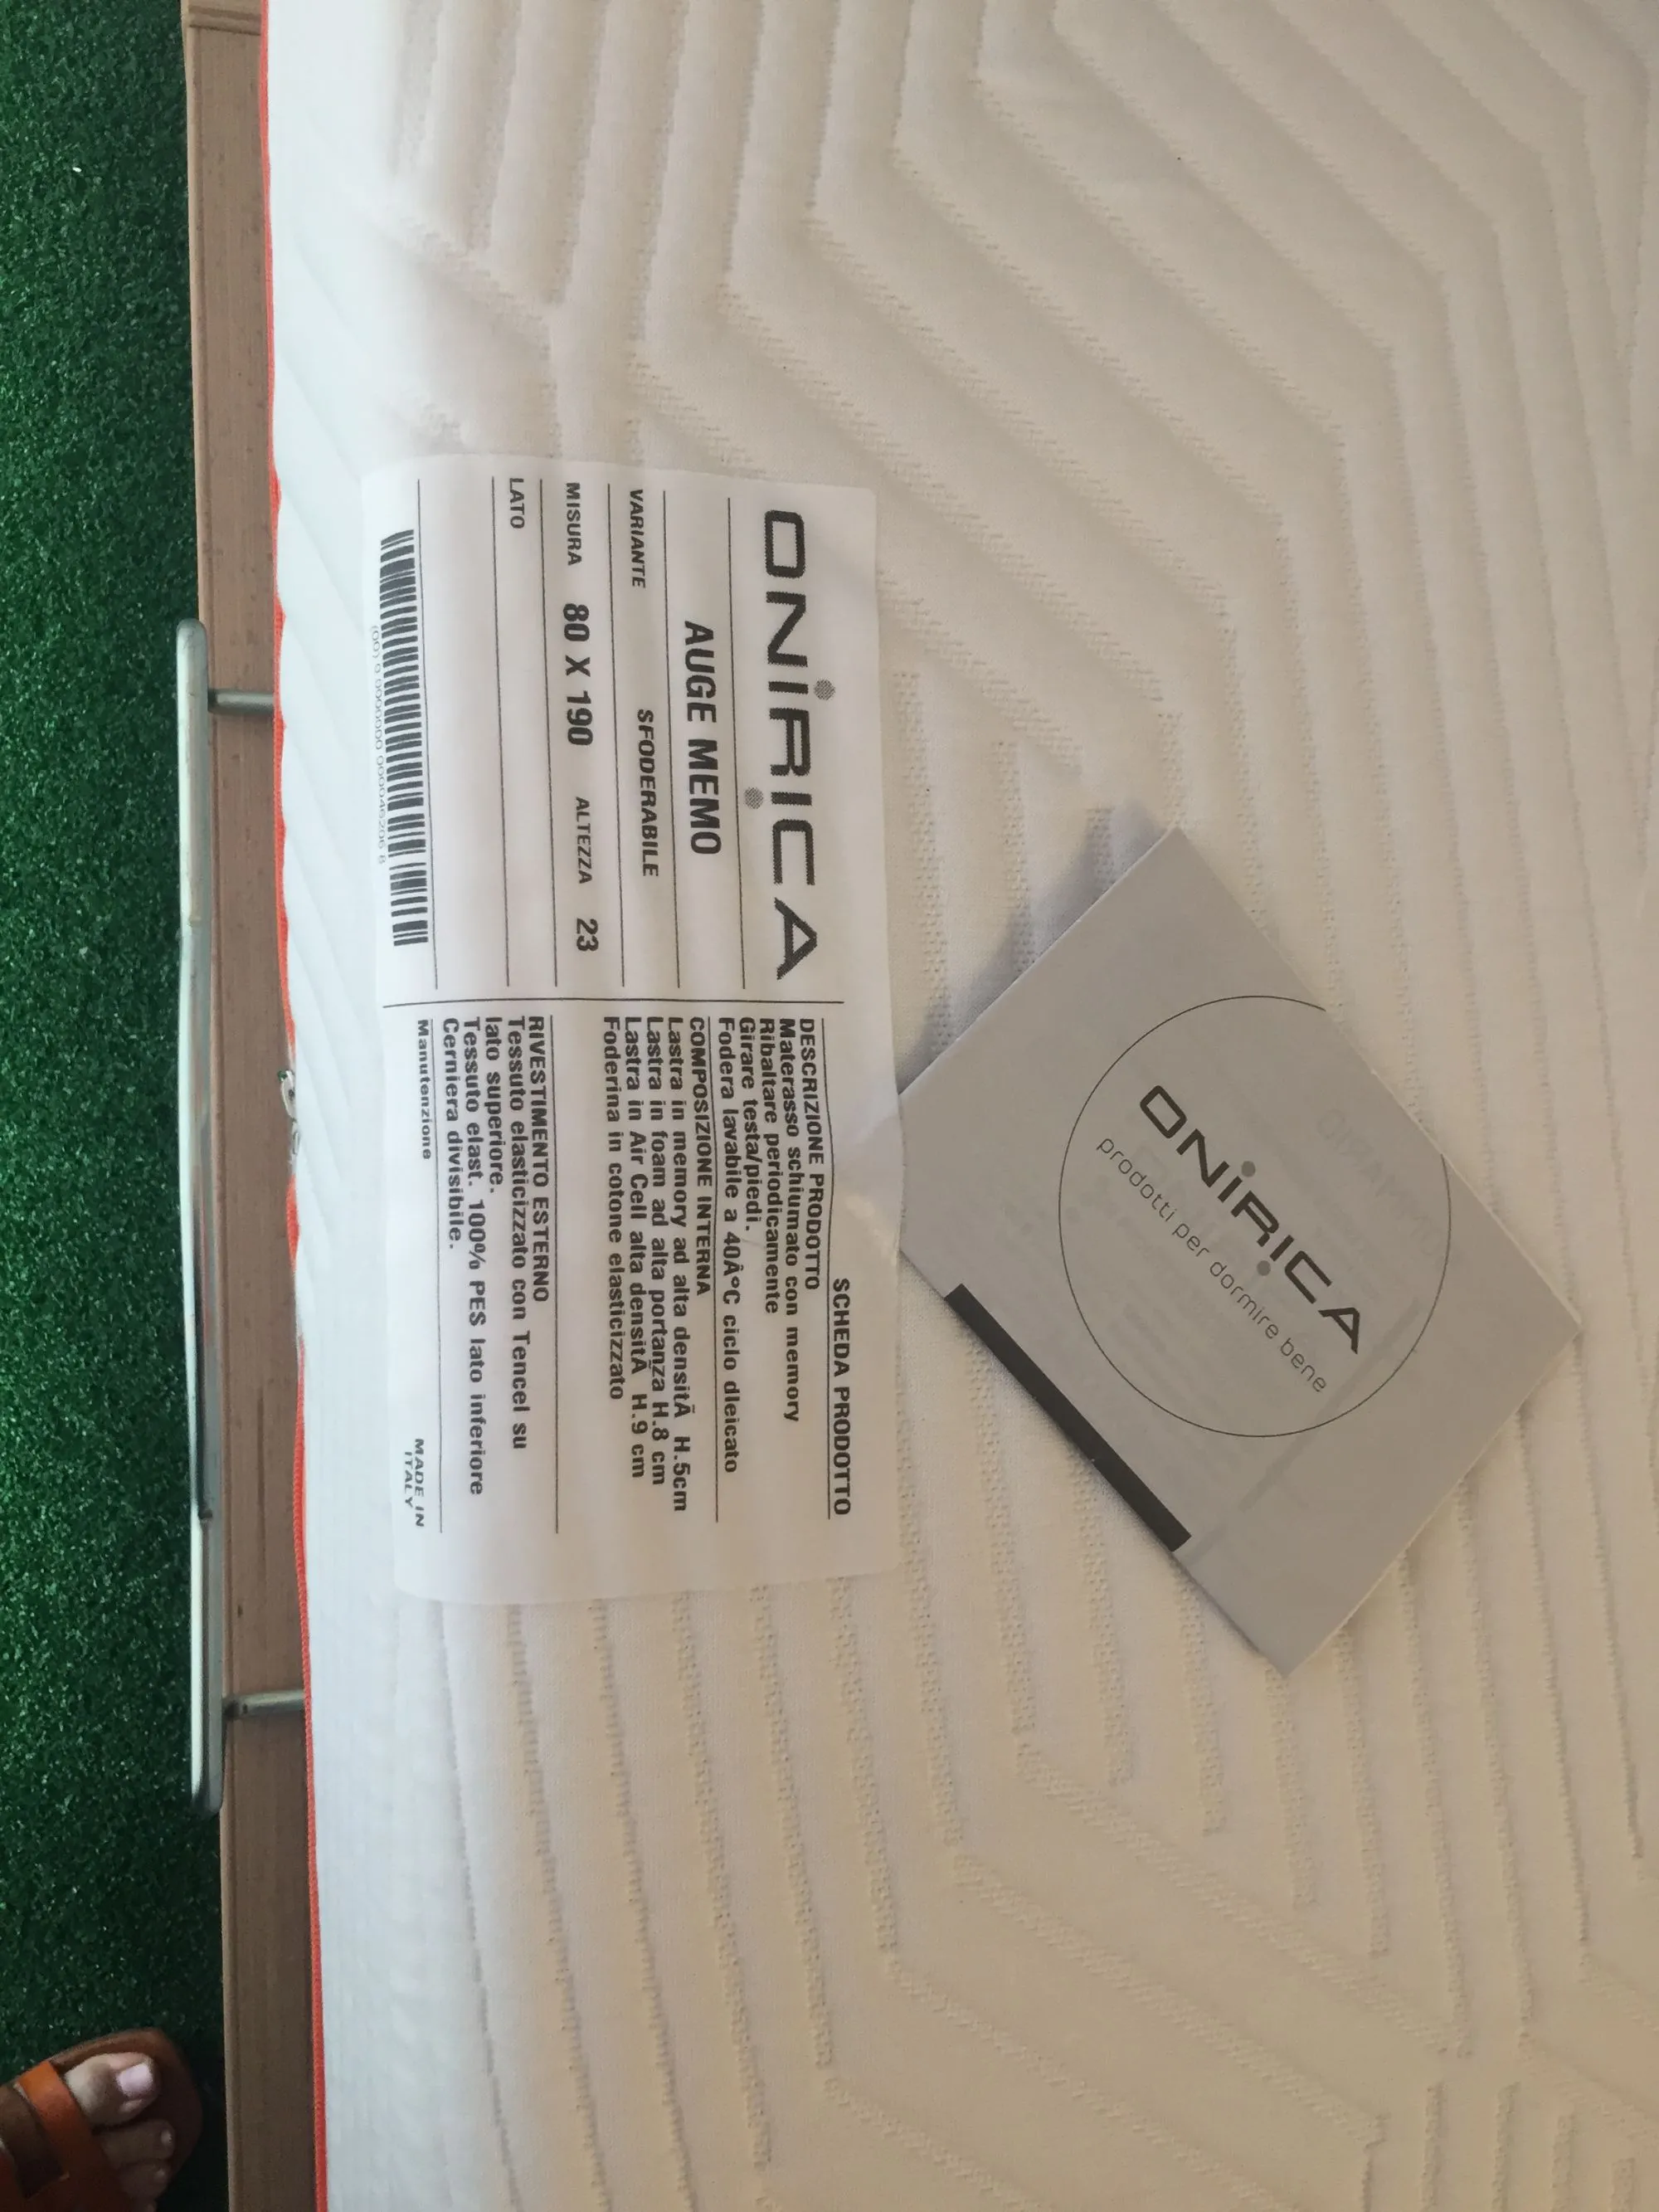 ONIRICA
AUGE MEMO
VARIANTE SFODERABILE
MISURA 80 X 190 ALTEZZA 23
LATO
SCHEDA PRODOTTO
DESCRIZIONE PRODOTTO
Materasso schiumato con memory
Ribaltare periodicamente
Girare testa/piedi.
Fodera lavabile a 40Â°C ciclo dleicato
COMPOSIZIONE INTERNA
Lastra in memory ad alta densitÃ H.5cm
Lastra in foam ad alta portanza H.8 cm
Lastra in Air Cell alta densitÃ H.9 cm
Foderina in cotone elasticizzato
RIVESTIMENTO ESTERNO
Tessuto elasticizzato con Tencel su
lato superiore.
Tessuto elast. 100% PES lato inferiore
Cerniera divisibile.
Manutenzione
MADE IN
ITALY
ONIRICA
prodotti per dormire bene